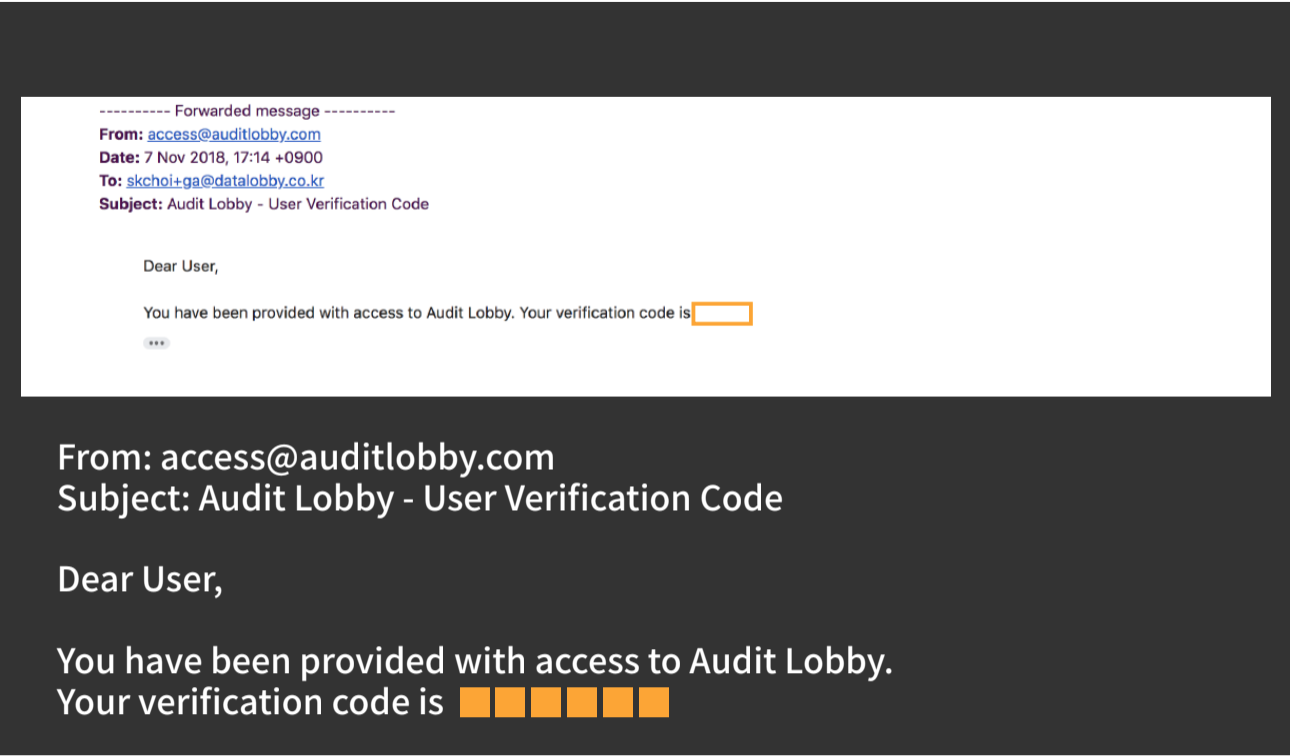 ---------- Forwarded message ----------
From: access@auditlobby.com
Date: 7 Nov 2018, 17:14 +0900
To: skchoi+ga@datalobby.co.kr
Subject: Audit Lobby - User Verification Code
Dear User,
You have been provided with access to Audit Lobby. Your verification code is
From: access@auditlobby.com
Subject: Audit Lobby - User Verification Code
Dear User,
You have been provided with access to Audit Lobby.
Your verification code is